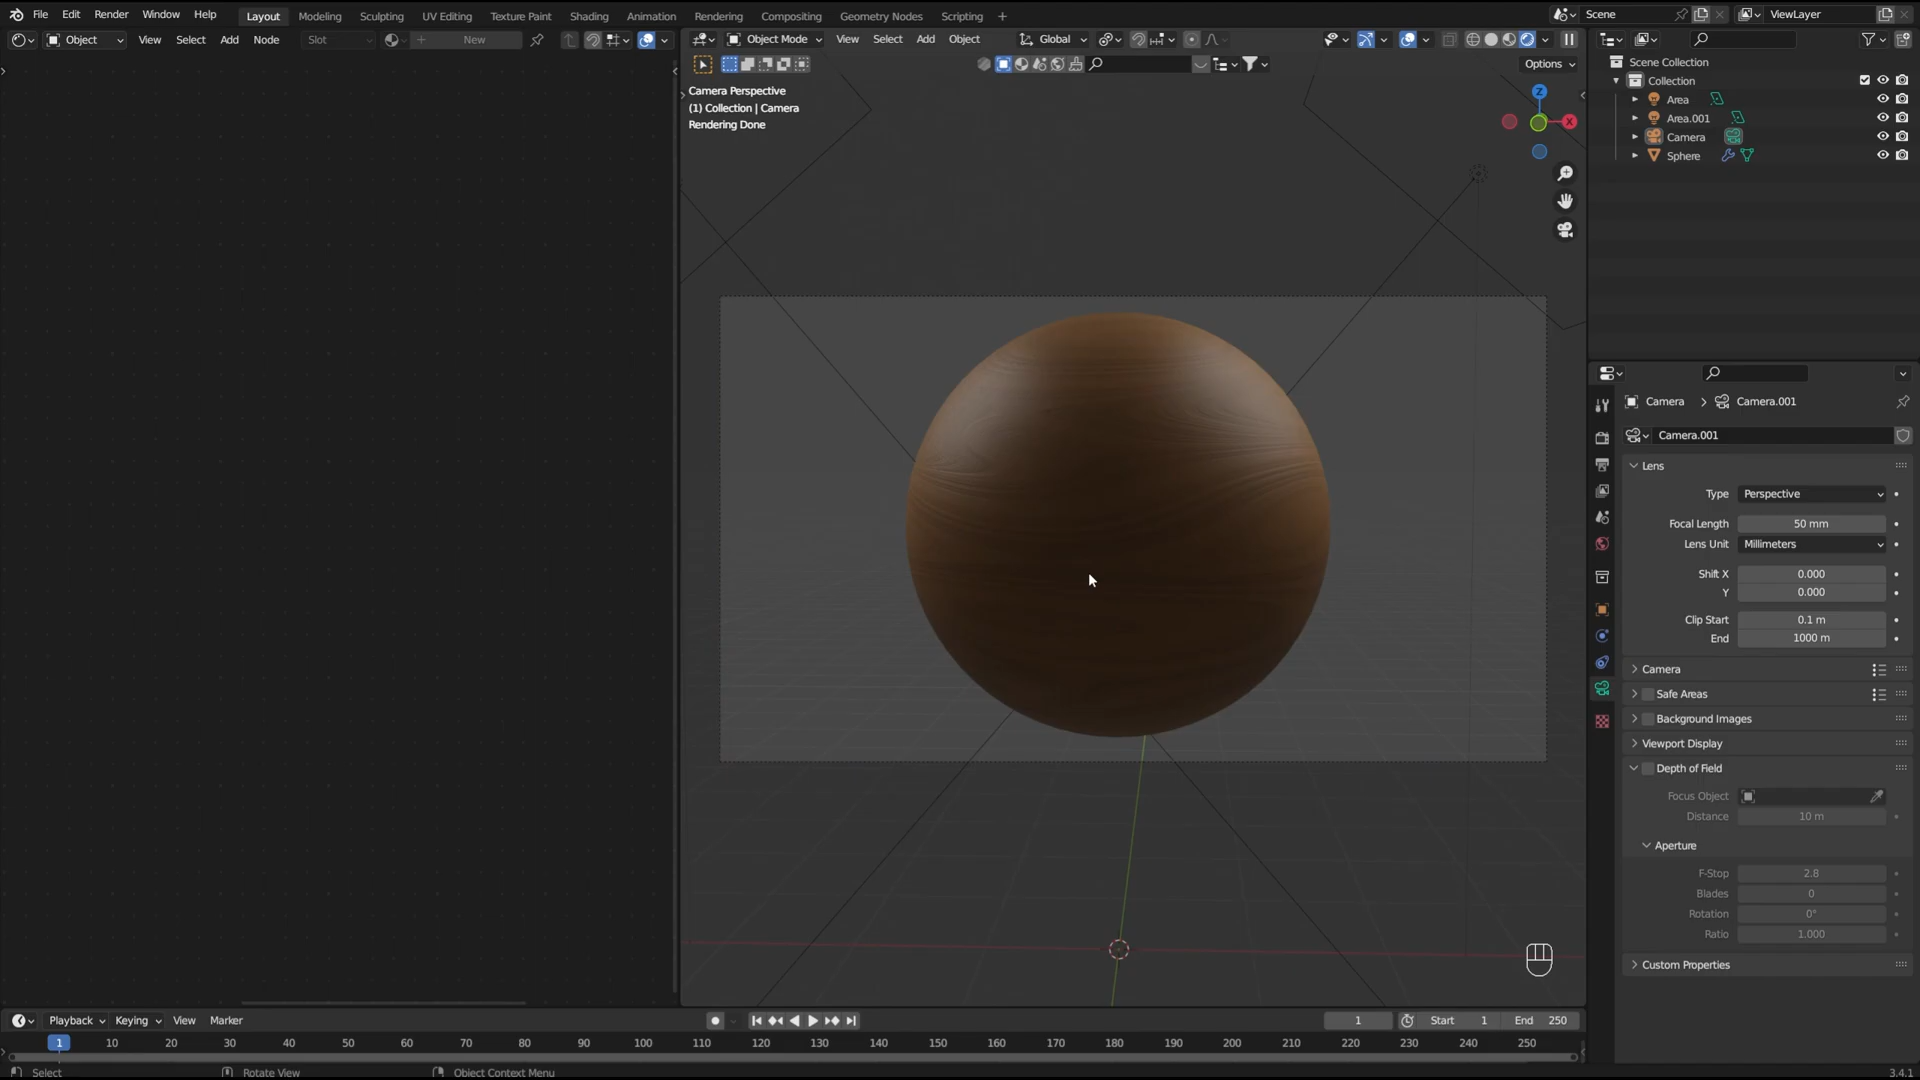 File Edit Render Window Help Layout Modeling Sculpting UV Editing Texture Paint Shading Animation Rendering Compositing Geometry Nodes Scripting + Scene ViewLayer
Object View Select Add Node Slot New
Object Mode View Select Add Object Global
Options
Camera Perspective
(1) Collection | Camera
Rendering Done
Z
X
Scene Collection
Collection
Area
Area.001
Camera
Sphere
Camera > Camera.001
Camera.001
Lens
Type Perspective
Focal Length 50 mm
Lens Unit Millimeters
Shift X 0.000
Y 0.000
Clip Start 0.1 m
End 1000 m
Camera
Safe Areas
Background Images
Viewport Display
Depth of Field
Focus Object
Distance 10 m
Aperture
F-Stop 2.8
Blades 0
Rotation 0°
Ratio 1.000
Custom Properties
Playback Keying View Marker 1 Start 1 End 250
1 10 20 30 40 50 60 70 80 90 100 110 120 130 140 150 160 170 180 190 200 210 220 230 240 250
Select Rotate View Object Context Menu 3.4.1